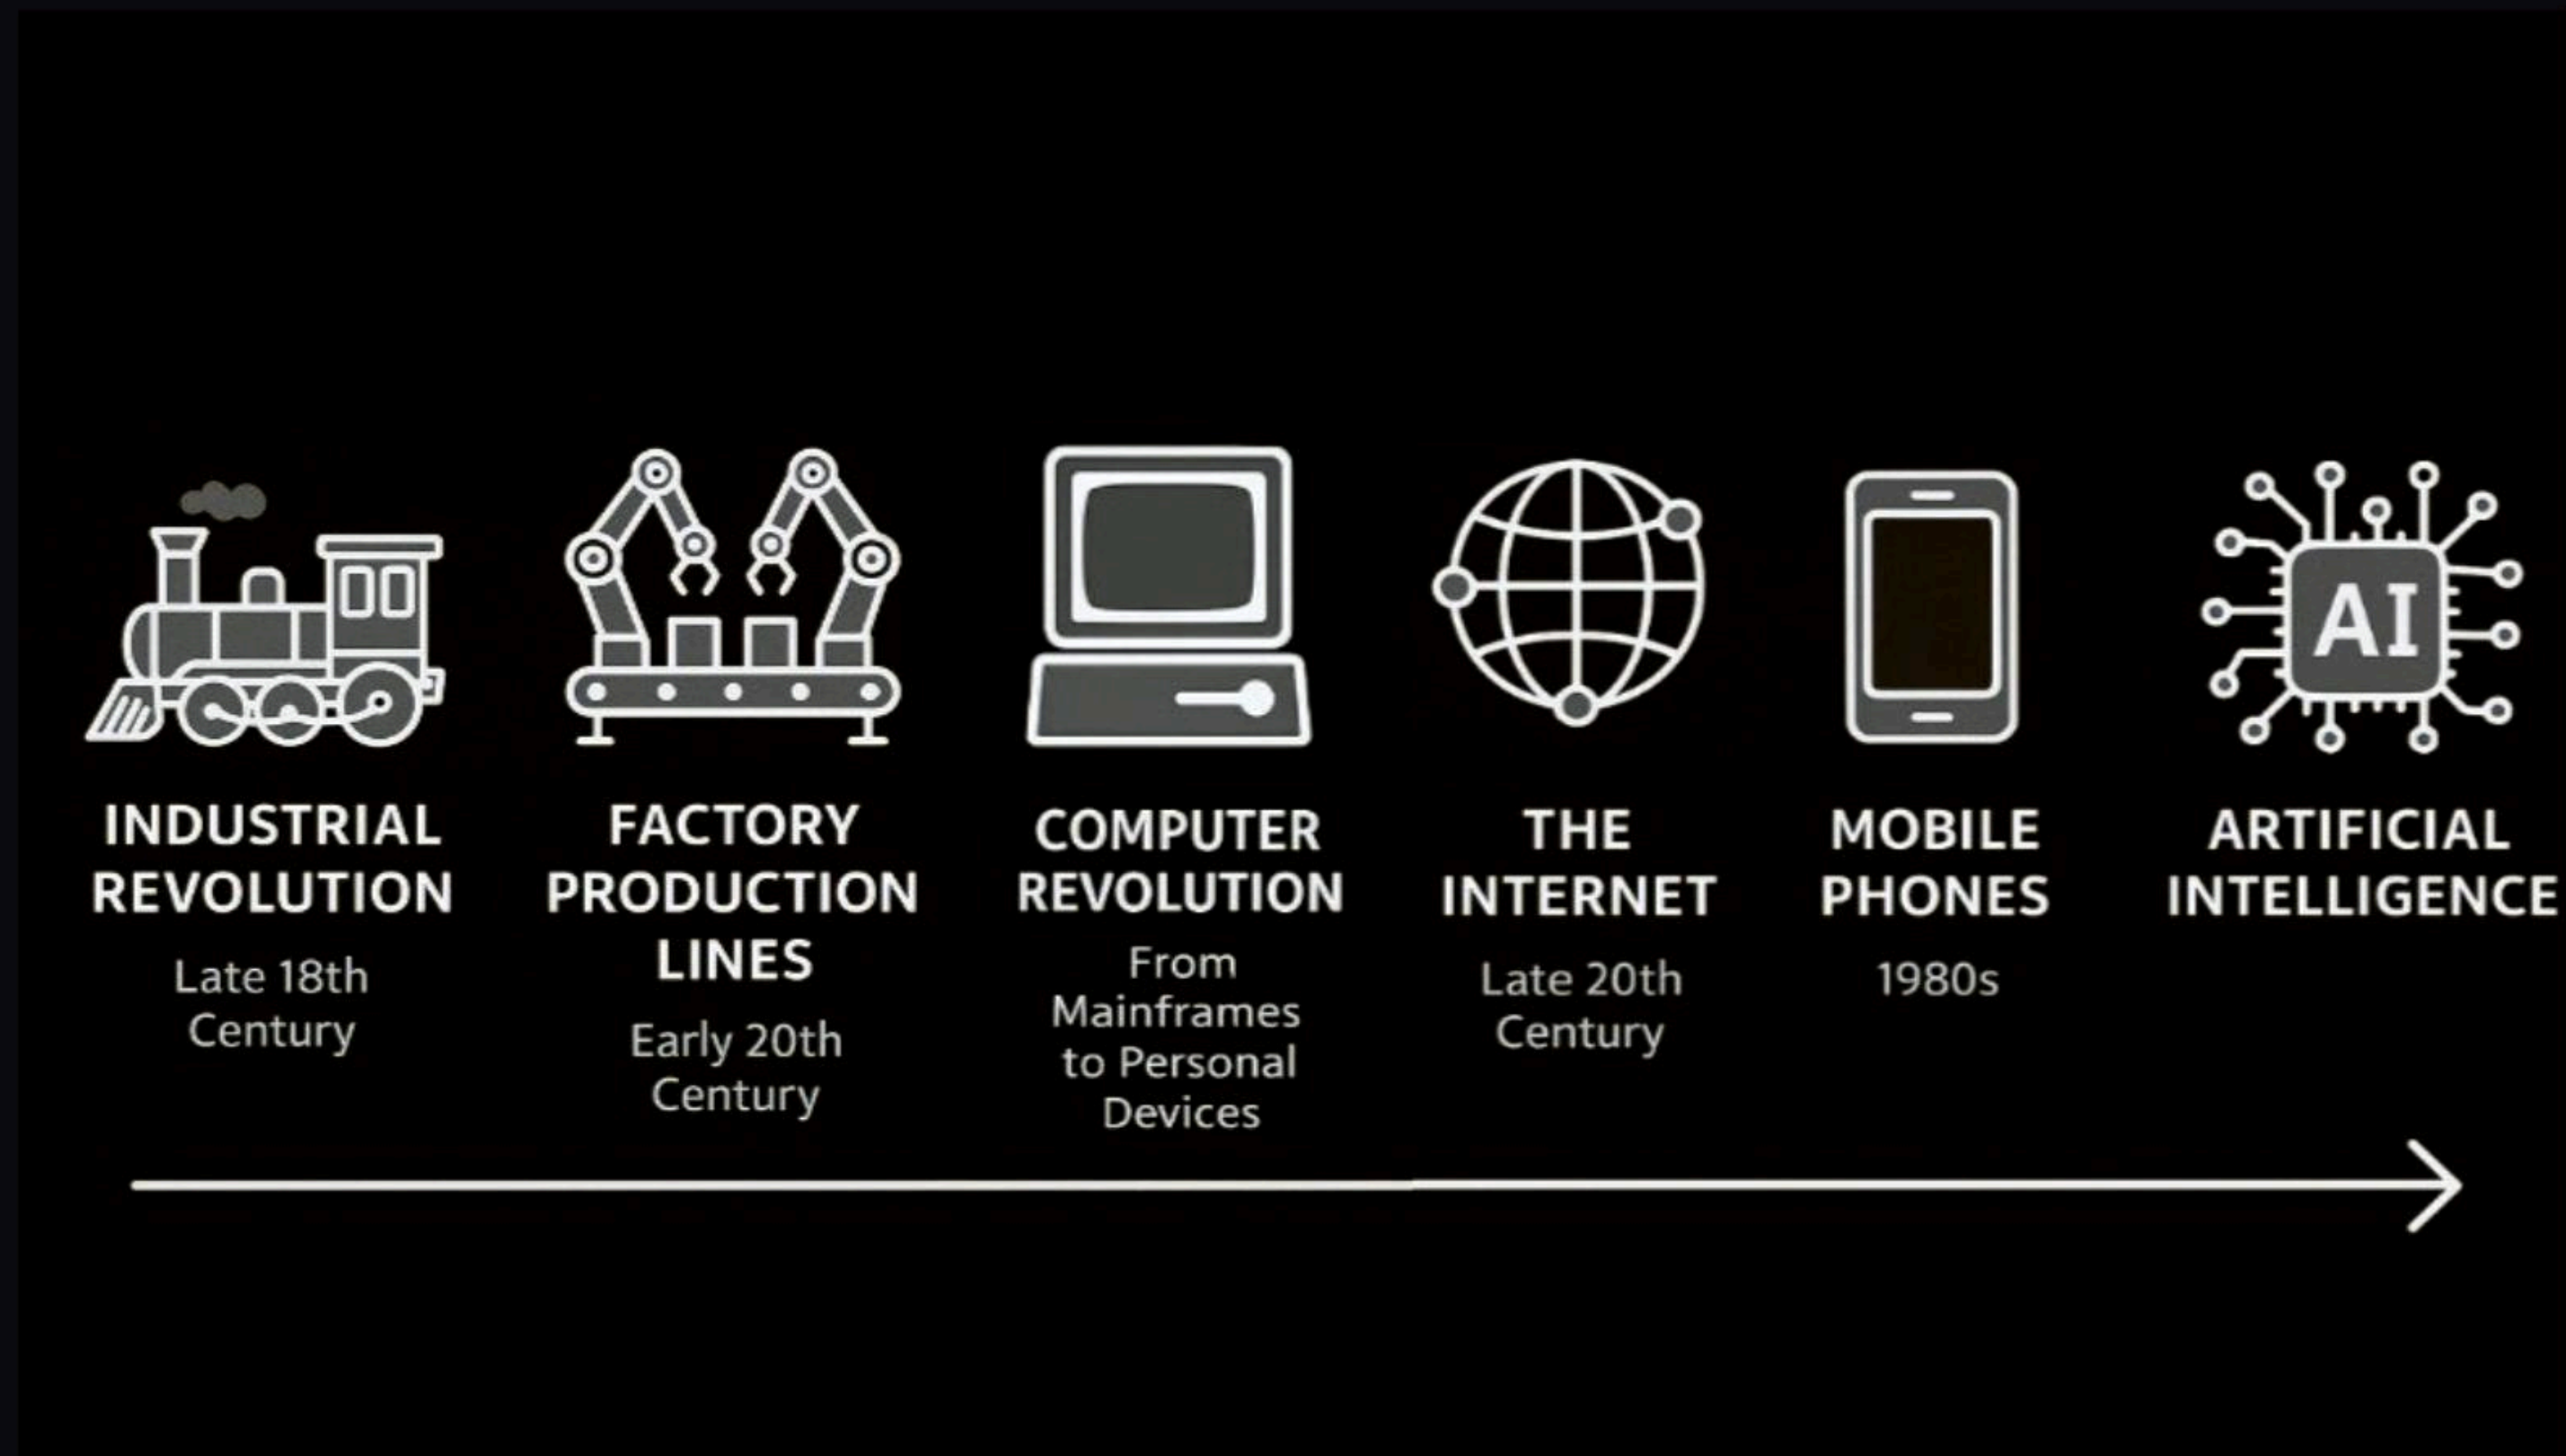 INDUSTRIAL
REVOLUTION
Late 18th
Century
FACTORY
PRODUCTION
LINES
Early 20th
Century
COMPUTER
REVOLUTION
From
Mainframes
to Personal
Devices
THE
INTERNET
Late 20th
Century
MOBILE
PHONES
1980s
AI
ARTIFICIAL
INTELLIGENCE